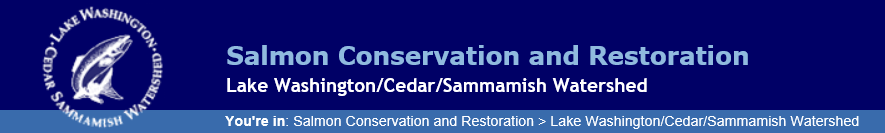 LAKE WASHINGTON · CEDAR · SAMMAMISH WATERSHED ·
Salmon Conservation and Restoration
Lake Washington/Cedar/Sammamish Watershed
You're in: Salmon Conservation and Restoration > Lake Washington/Cedar/Sammamish Watershed